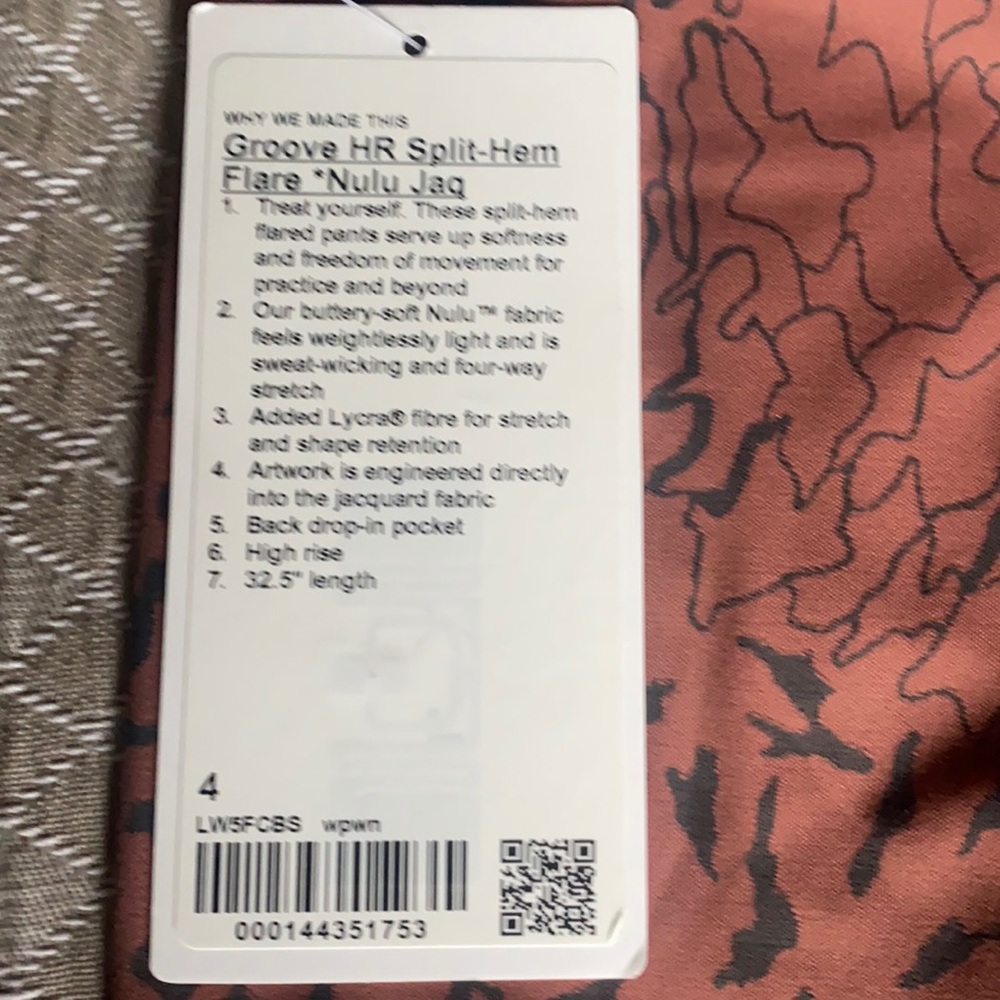 WHY WE MADE THIS
Groove HR Split-Hem
Flare *Nulu Jaq
1. Treat yourself. These split-hem
flared pants serve up softness
and freedom of movement for
practice and beyond
2. Our buttery-soft Nulu™ fabric
feels weightlessly light and is
sweat-wicking and four-way
stretch
3. Added Lycra® fibre for stretch
and shape retention
4. Artwork is engineered directly
into the jacquard fabric
5. Back drop-in pocket
6. High rise
7. 32.5" length
4
LW5FCBS wpwn
000144351753